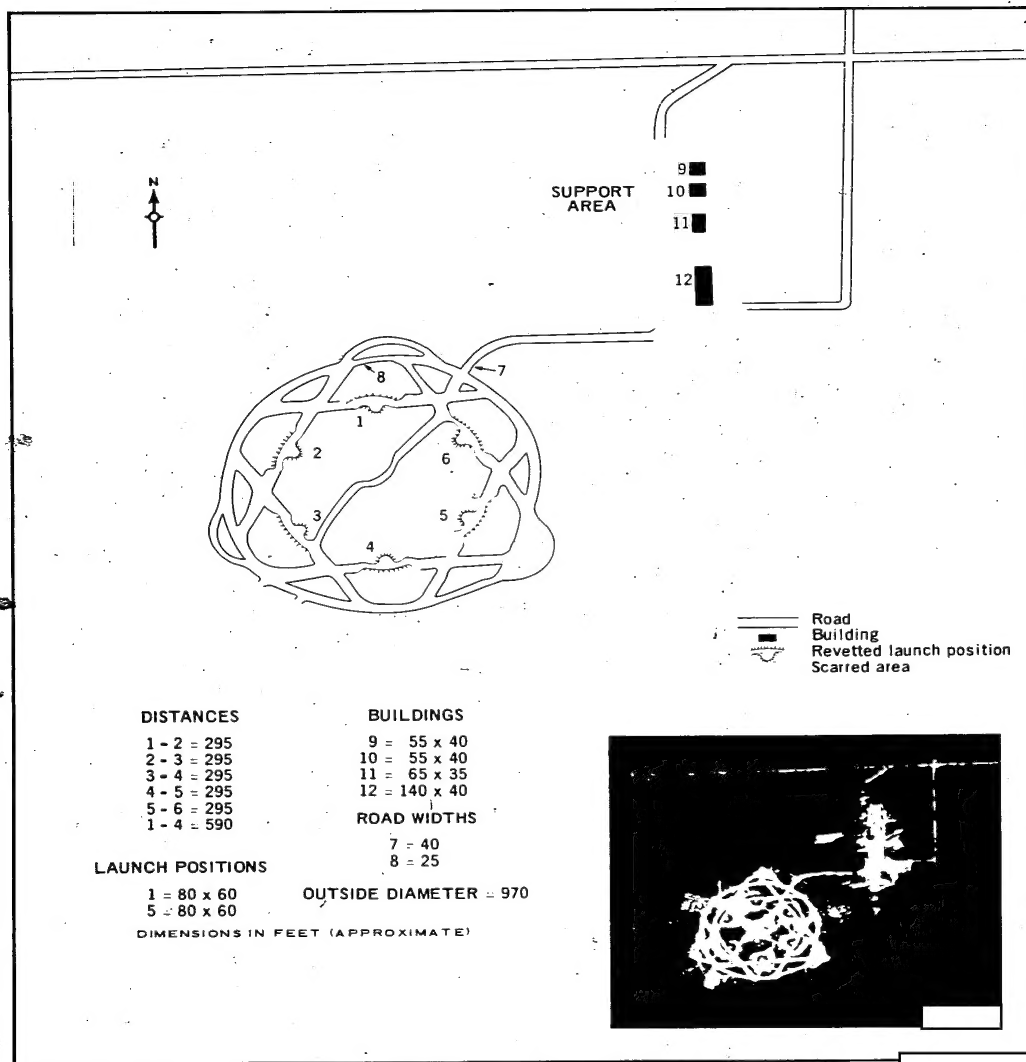 N
SUPPORT
AREA
9
10
11
12
8
7
1
2
6
3
5
4
Road
Building
Revetted launch position
Scarred area
DISTANCES
1 - 2 = 295
2 - 3 = 295
3 - 4 = 295
4 - 5 = 295
5 - 6 = 295
1 - 4 = 590
LAUNCH POSITIONS
1 = 80 x 60
5 = 80 x 60
BUILDINGS
9 = 55 x 40
10 = 55 x 40
11 = 65 x 35
12 = 140 x 40
ROAD WIDTHS
7 = 40
8 = 25
OUTSIDE DIAMETER = 970
DIMENSIONS IN FEET (APPROXIMATE)